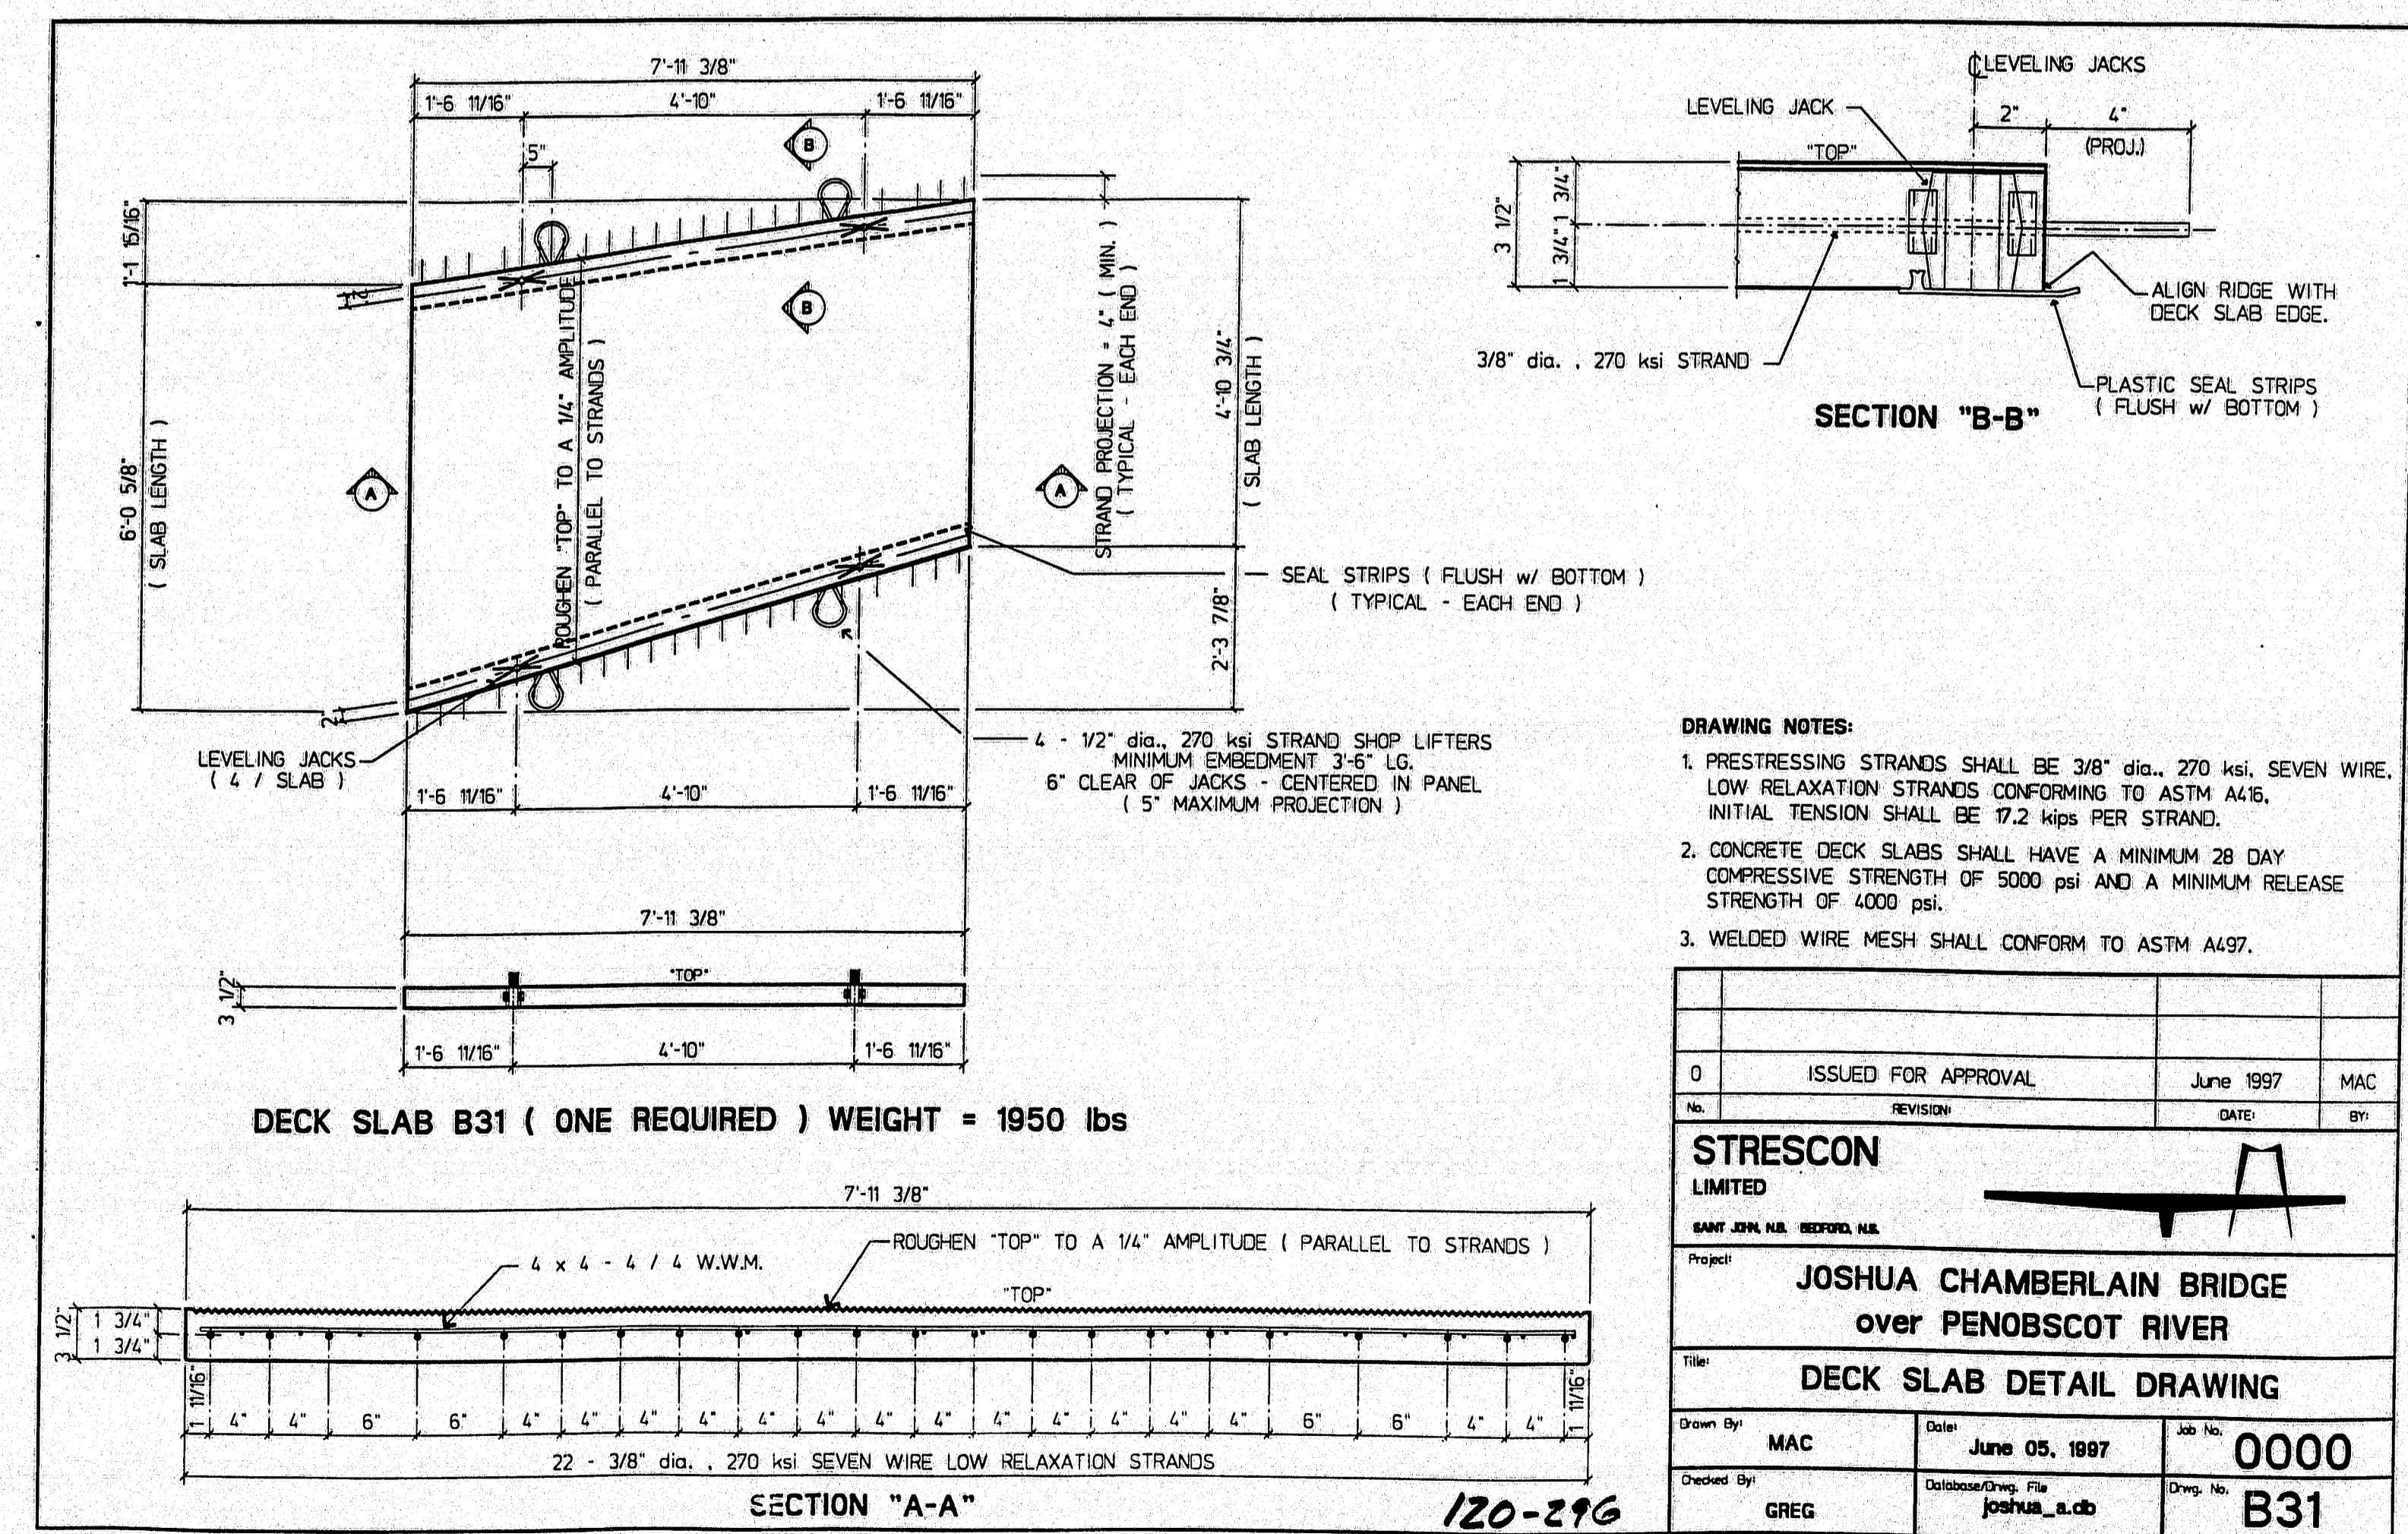 7'-11 3/8"
1'-6 11/16"
4'-10"
1'-6 11/16"
5"
B
B
1'-1 15/16"
2"
6'-0 5/8"
( SLAB LENGTH )
A
A
ROUGHEN "TOP" TO A 1/4" AMPLITUDE
( PARALLEL TO STRANDS )
STRAND PROJECTION = 4" ( MIN. )
( TYPICAL - EACH END )
4'-10 3/4"
( SLAB LENGTH )
2'-3 7/8"
SEAL STRIPS ( FLUSH w/ BOTTOM )
( TYPICAL - EACH END )
2"
LEVELING JACKS
( 4 / SLAB )
4 - 1/2" dia., 270 ksi STRAND SHOP LIFTERS
MINIMUM EMBEDMENT 3'-6" LG.
6" CLEAR OF JACKS - CENTERED IN PANEL
( 5" MAXIMUM PROJECTION )
1'-6 11/16"
4'-10"
1'-6 11/16"
7'-11 3/8"
"TOP"
3 1/2"
1'-6 11/16"
4'-10"
1'-6 11/16"
DECK SLAB B31 ( ONE REQUIRED ) WEIGHT = 1950 lbs
℄ LEVELING JACKS
LEVELING JACK
2"
4"
(PROJ.)
"TOP"
3 1/2"
1 3/4"
1 3/4"
ALIGN RIDGE WITH
DECK SLAB EDGE.
3/8" dia. , 270 ksi STRAND
PLASTIC SEAL STRIPS
( FLUSH w/ BOTTOM )
SECTION "B-B"
DRAWING NOTES:
1. PRESTRESSING STRANDS SHALL BE 3/8" dia., 270 ksi, SEVEN WIRE,
LOW RELAXATION STRANDS CONFORMING TO ASTM A416,
INITIAL TENSION SHALL BE 17.2 kips PER STRAND.
2. CONCRETE DECK SLABS SHALL HAVE A MINIMUM 28 DAY
COMPRESSIVE STRENGTH OF 5000 psi AND A MINIMUM RELEASE
STRENGTH OF 4000 psi.
3. WELDED WIRE MESH SHALL CONFORM TO ASTM A497.
0 ISSUED FOR APPROVAL June 1997 MAC
No. REVISION: DATE: BY:
STRESCON
LIMITED
SAINT JOHN, N.B. BEDFORD, N.S.
Project:
JOSHUA CHAMBERLAIN BRIDGE
over PENOBSCOT RIVER
Title:
DECK SLAB DETAIL DRAWING
Drawn By: MAC
Date: June 05, 1997
Job No. 0000
Checked By: GREG
Database/Drwg. File joshua_a.db
Drwg. No. B31
7'-11 3/8"
4 x 4 - 4 / 4 W.W.M.
ROUGHEN "TOP" TO A 1/4" AMPLITUDE ( PARALLEL TO STRANDS )
"TOP"
3 1/2"
1 3/4"
1 3/4"
1 11/16" 4" 4" 6" 6" 4" 4" 4" 4" 4" 4" 4" 4" 4" 4" 4" 4" 4" 6" 6" 4" 4" 1 11/16"
22 - 3/8" dia. , 270 ksi SEVEN WIRE LOW RELAXATION STRANDS
SECTION "A-A"
120-296